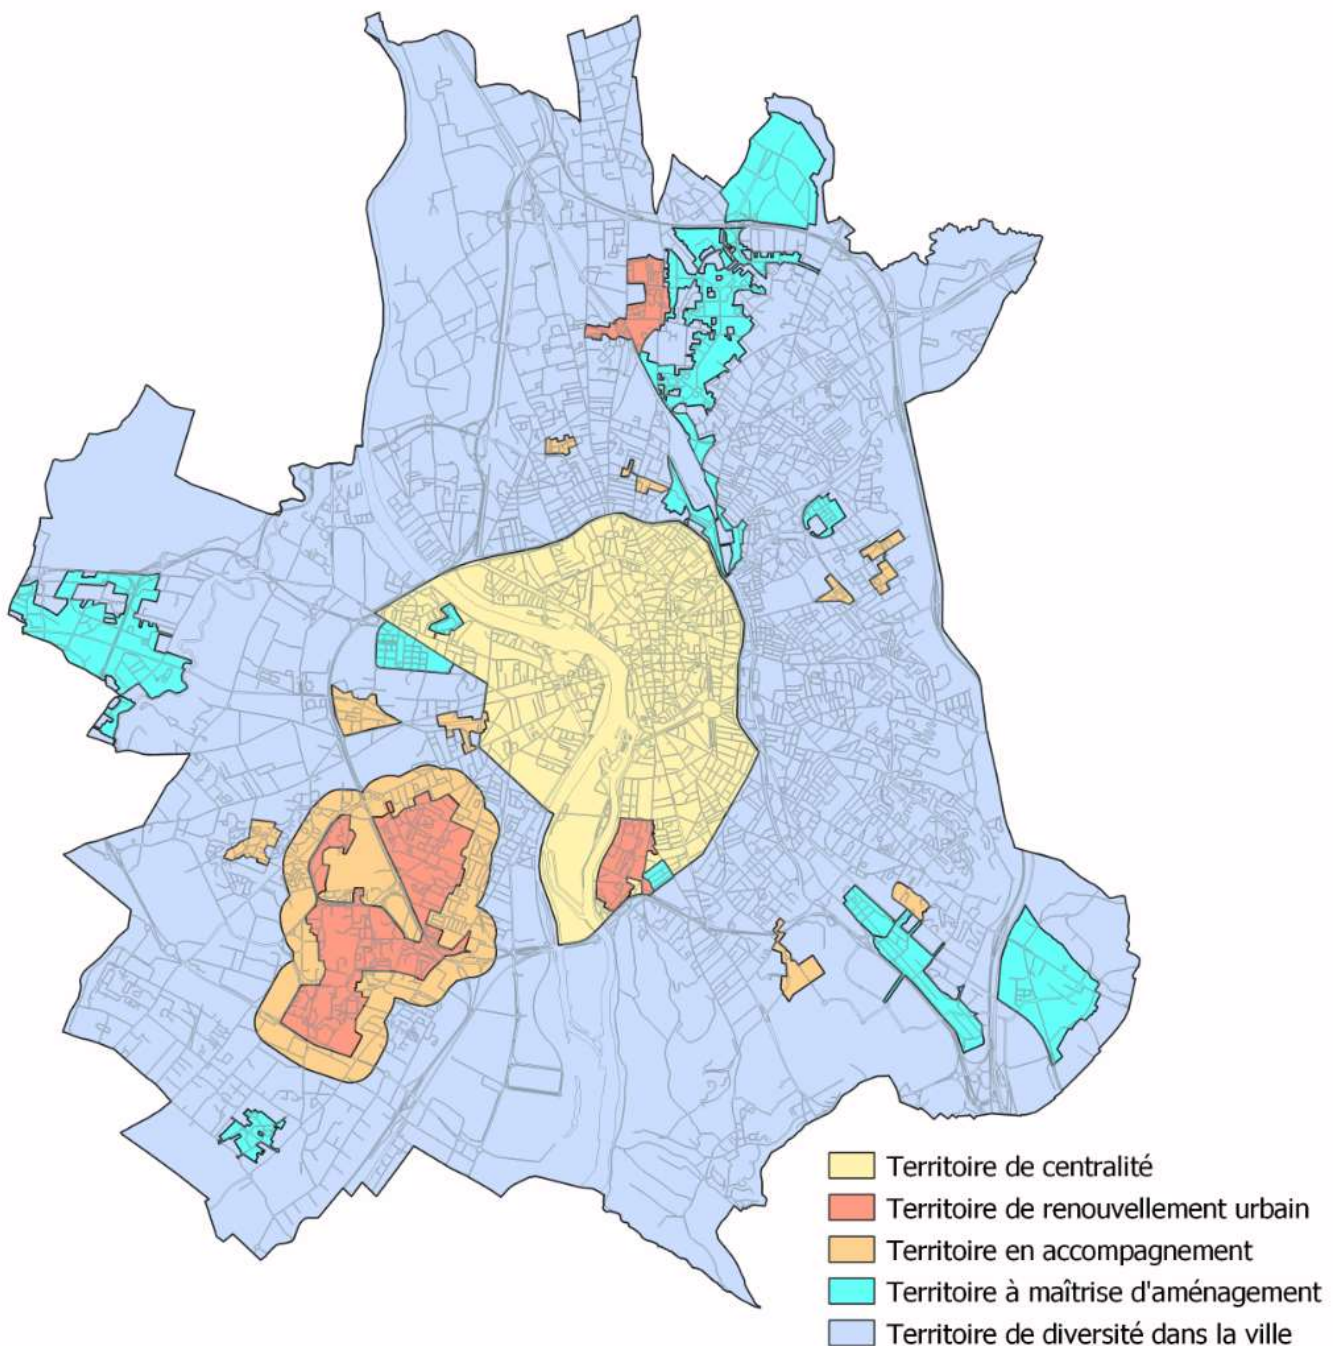 Territoire de centralité
Territoire de renouvellement urbain
Territoire en accompagnement
Territoire à maîtrise d'aménagement
Territoire de diversité dans la ville